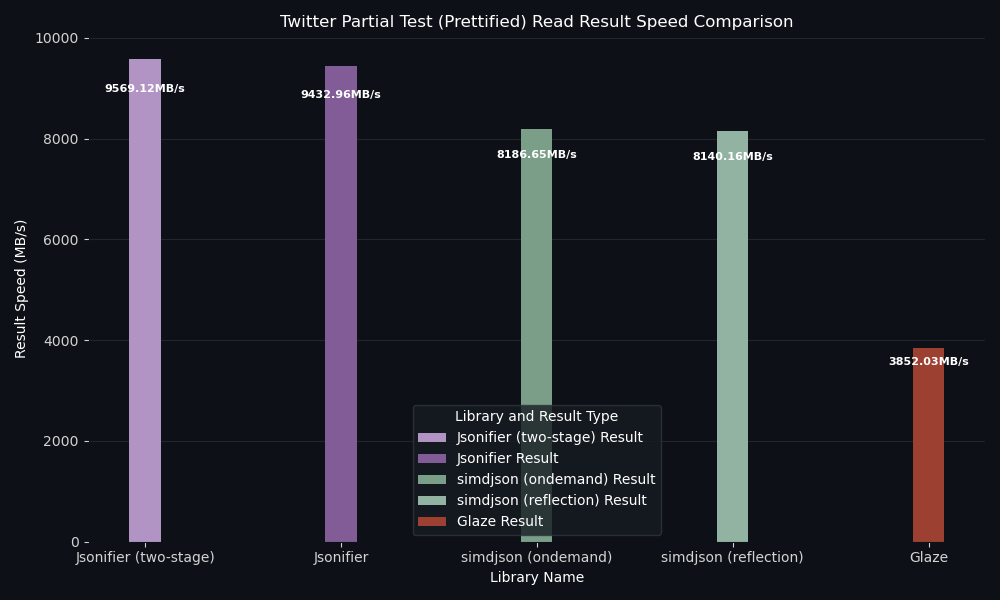 Twitter Partial Test (Prettified) Read Result Speed Comparison
10000
8000
6000
4000
2000
0
Result Speed (MB/s)
9569.12MB/s
9432.96MB/s
8186.65MB/s
8140.16MB/s
3852.03MB/s
Library and Result Type
Jsonifier (two-stage) Result
Jsonifier Result
simdjson (ondemand) Result
simdjson (reflection) Result
Glaze Result
Jsonifier (two-stage)
Jsonifier
simdjson (ondemand)
simdjson (reflection)
Glaze
Library Name